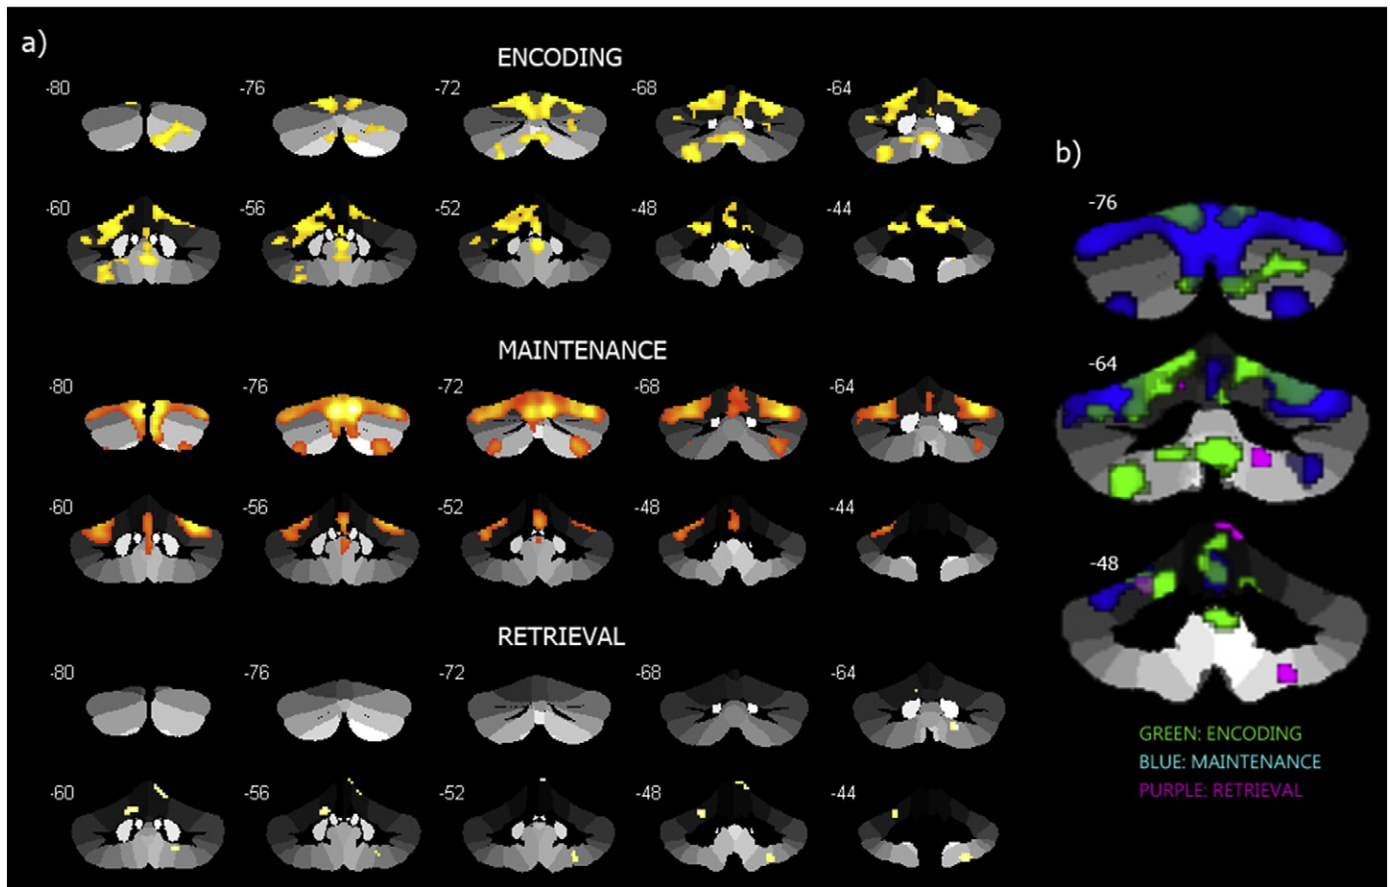 a)
ENCODING
-80 -76 -72 -68 -64
-60 -56 -52 -48 -44
MAINTENANCE
-80 -76 -72 -68 -64
-60 -56 -52 -48 -44
RETRIEVAL
-80 -76 -72 -68 -64
-60 -56 -52 -48 -44
b)
-76
-64
-48
GREEN: ENCODING
BLUE: MAINTENANCE
PURPLE: RETRIEVAL